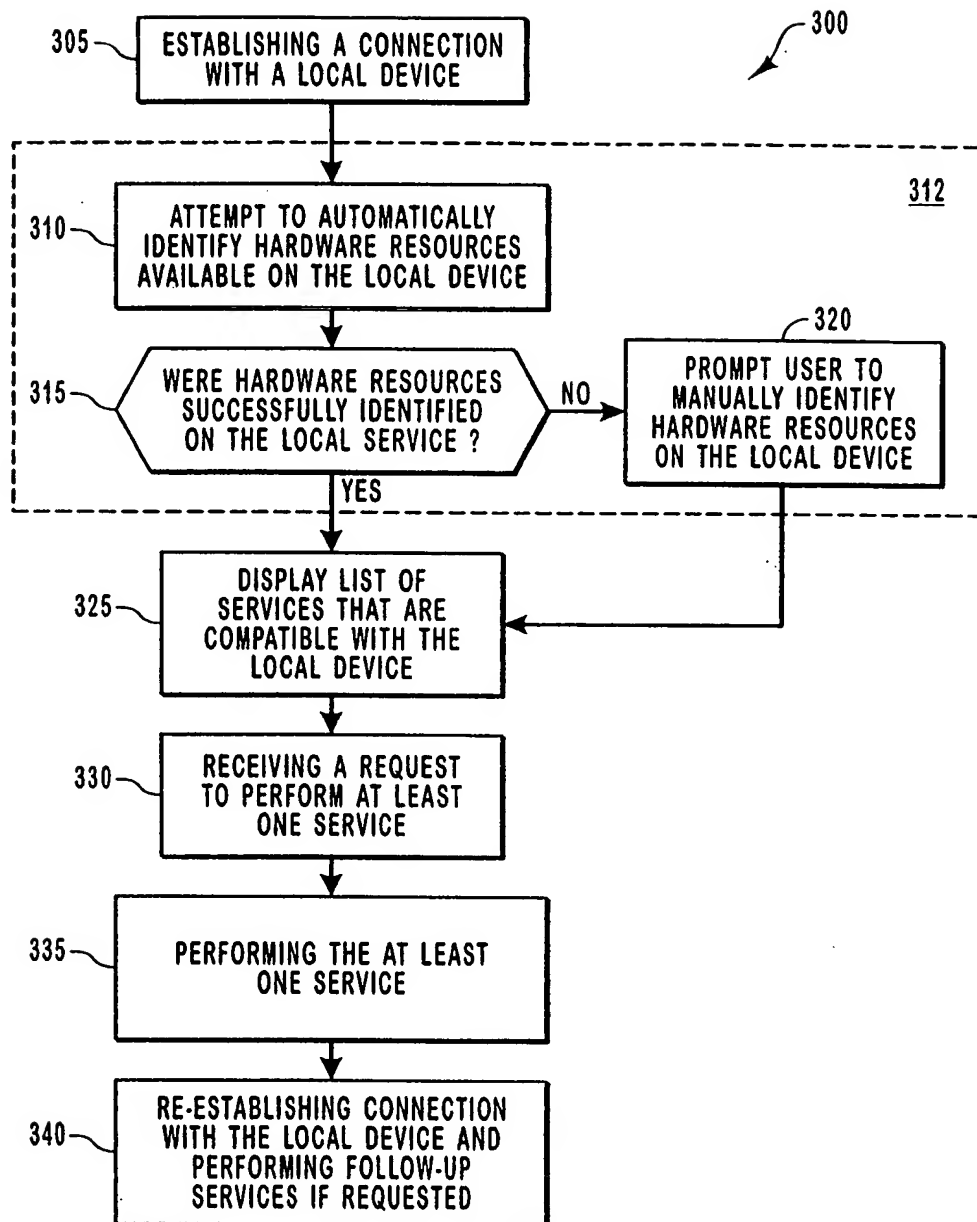 300
305
ESTABLISHING A CONNECTION
WITH A LOCAL DEVICE
312
310
ATTEMPT TO AUTOMATICALLY
IDENTIFY HARDWARE RESOURCES
AVAILABLE ON THE LOCAL DEVICE
315
WERE HARDWARE RESOURCES
SUCCESSFULLY IDENTIFIED
ON THE LOCAL SERVICE ?
NO
320
PROMPT USER TO
MANUALLY IDENTIFY
HARDWARE RESOURCES
ON THE LOCAL DEVICE
YES
325
DISPLAY LIST OF
SERVICES THAT ARE
COMPATIBLE WITH THE
LOCAL DEVICE
330
RECEIVING A REQUEST
TO PERFORM AT LEAST
ONE SERVICE
335
PERFORMING THE AT LEAST
ONE SERVICE
340
RE-ESTABLISHING CONNECTION
WITH THE LOCAL DEVICE AND
PERFORMING FOLLOW-UP
SERVICES IF REQUESTED